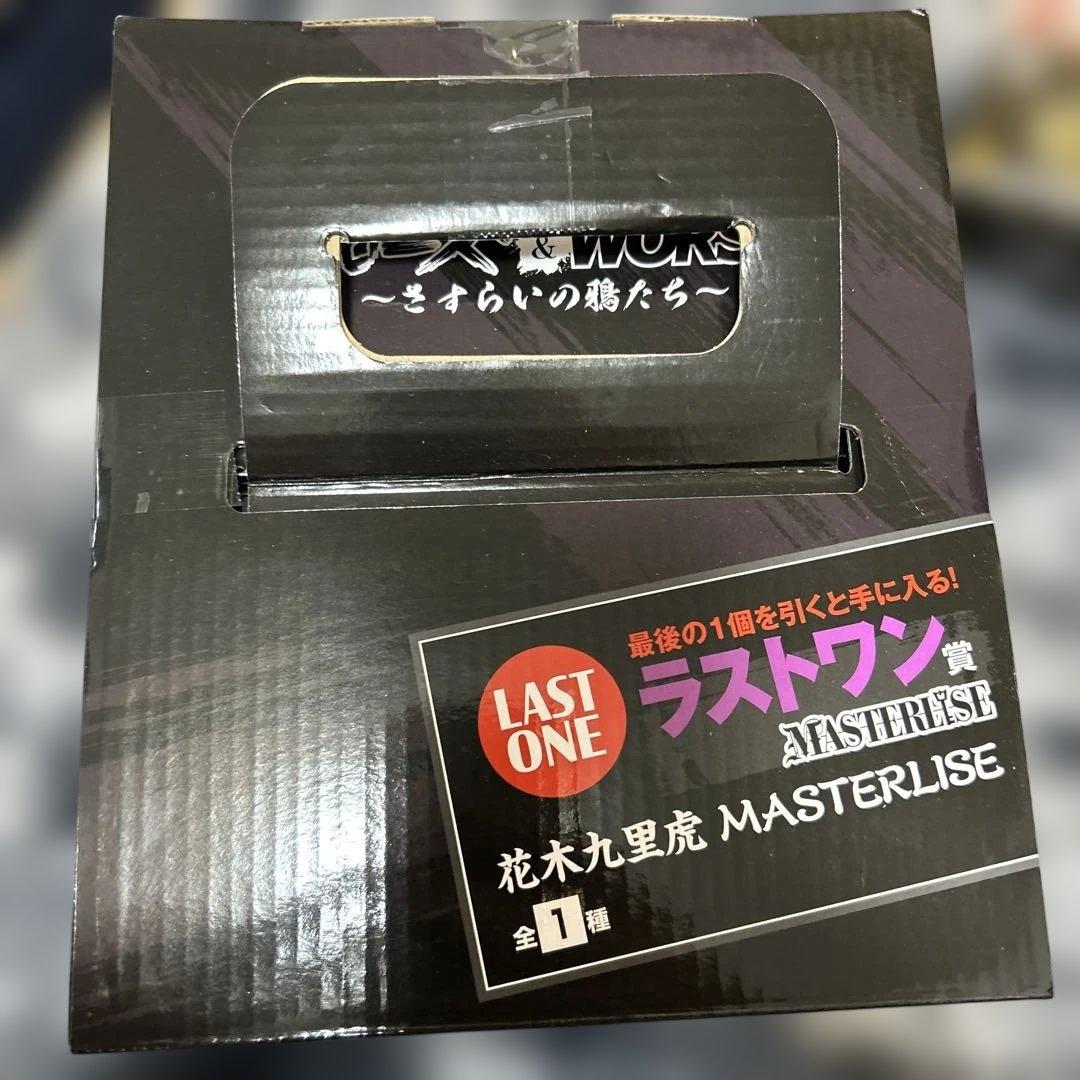 & WORST
～さすらいの鴉たち～
最後の1個を引くと手に入る!
LAST
ONE
ラストワン賞
MASTERLISE
花木九里虎 MASTERLISE
全1種